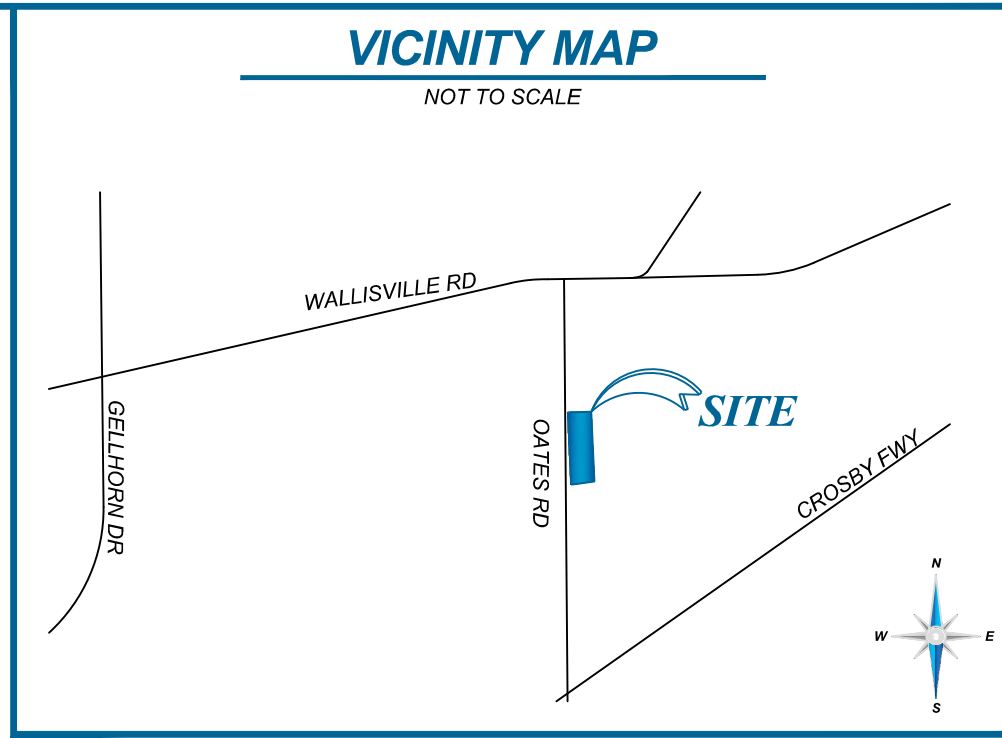 VICINITY MAP
NOT TO SCALE
WALLISVILLE RD
GELLHORN DR
OATES RD
SITE
CROSBY FWY
N
W
E
S